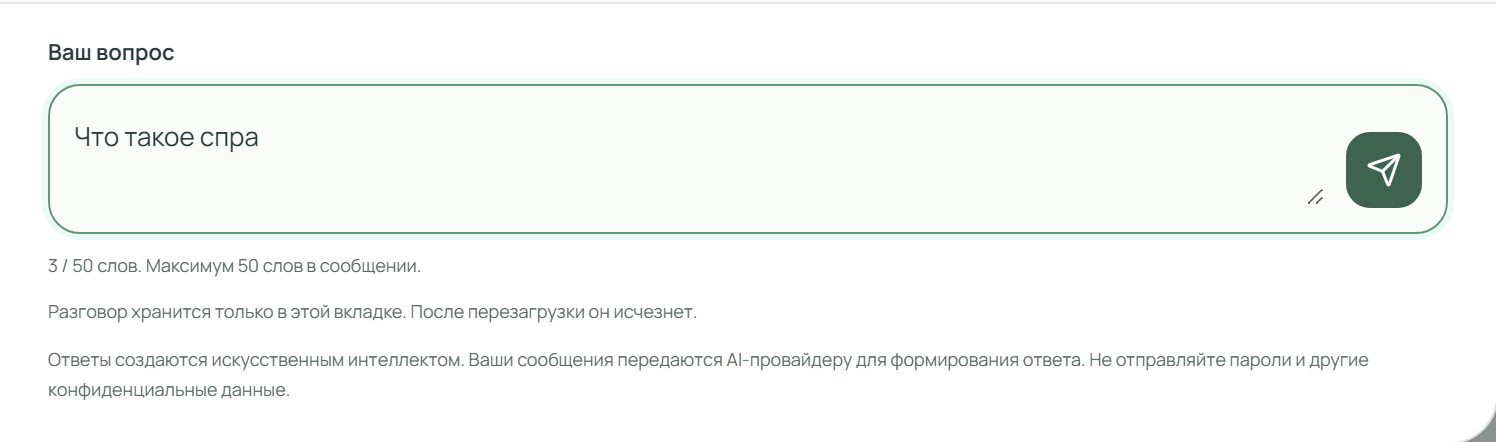 Ваш вопрос
Что такое спра
3 / 50 слов. Максимум 50 слов в сообщении.
Разговор хранится только в этой вкладке. После перезагрузки он исчезнет.
Ответы создаются искусственным интеллектом. Ваши сообщения передаются AI-провайдеру для формирования ответа. Не отправляйте пароли и другие
конфиденциальные данные.